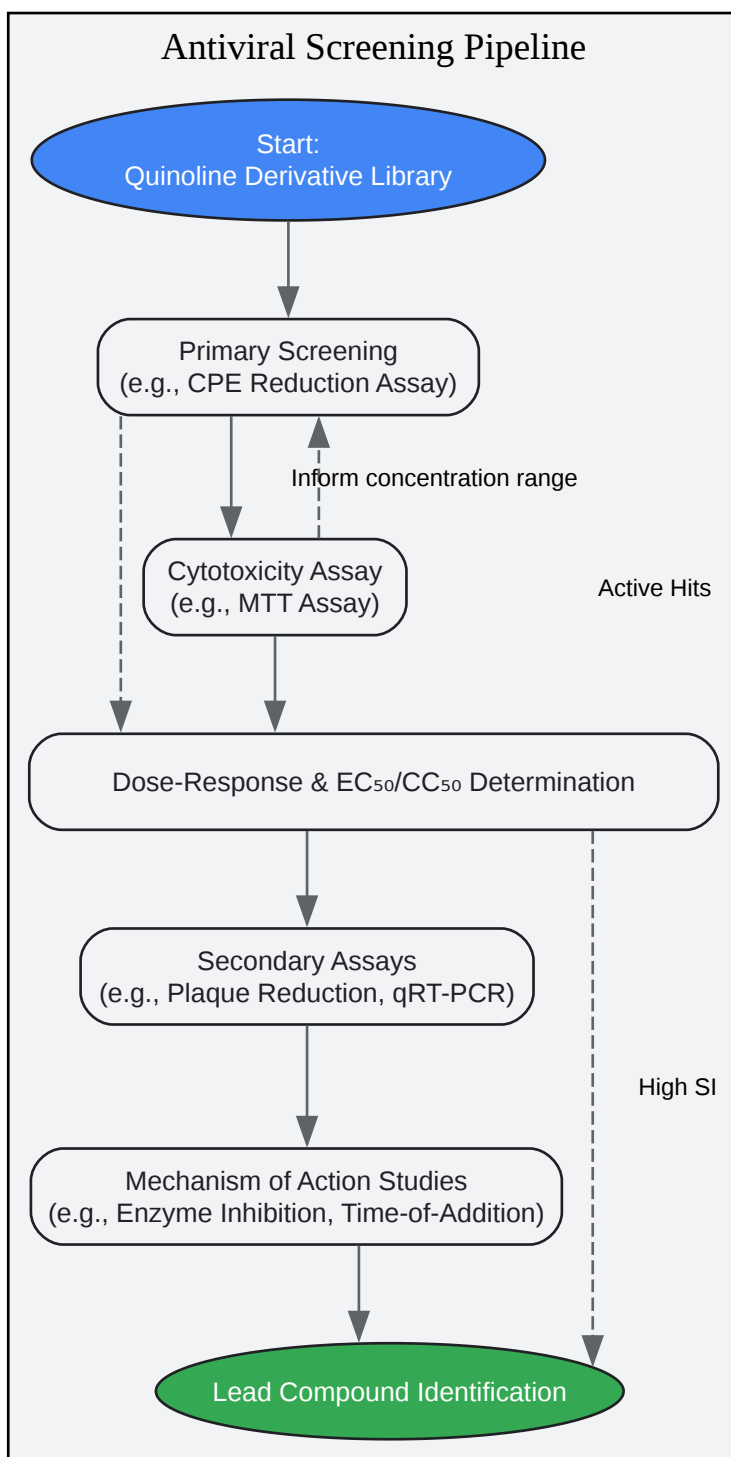 Antiviral Screening Pipeline
Start:
Quinoline Derivative Library
Primary Screening
(e.g., CPE Reduction Assay)
Inform concentration range
Cytotoxicity Assay
(e.g., MTT Assay)
Active Hits
Dose-Response & EC₅₀/CC₅₀ Determination
Secondary Assays
(e.g., Plaque Reduction, qRT-PCR)
High SI
Mechanism of Action Studies
(e.g., Enzyme Inhibition, Time-of-Addition)
Lead Compound Identification